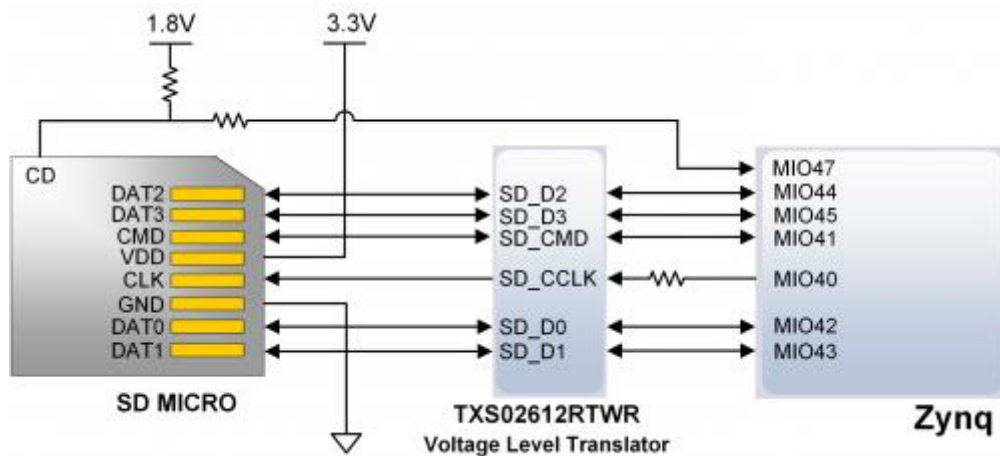 1.8V 3.3V
CD
DAT2 SD_D2 MIO47
DAT3 SD_D3 MIO44
CMD SD_CMD MIO45
VDD MIO41
CLK SD_CCLK MIO40
GND
DAT0 SD_D0 MIO42
DAT1 SD_D1 MIO43
SD MICRO
TXS02612RTWR
Voltage Level Translator
Zynq